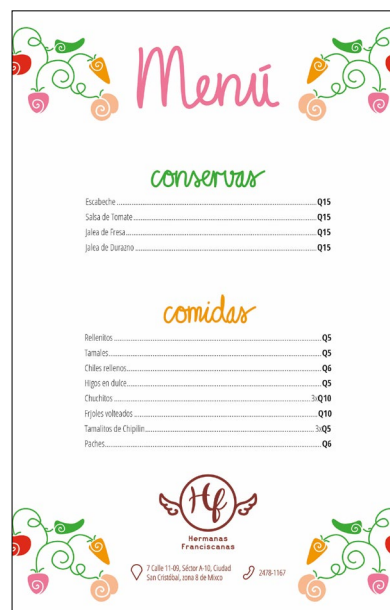 Menú
conservas
Escabeche Q15
Salsa de Tomate Q15
Jalea de Fresa Q15
Jalea de Durazno Q15
comidas
Rellenitos Q5
Tamales Q5
Chiles rellenos Q6
Higos en dulce Q5
Chuchitos 3xQ10
Frjoles volteados Q10
Tamalitos de Chipilín 3xQ5
Paches Q6
Hf
Hermanas
Franciscanas
7 Calle 11-09, Séctor A-10, Ciudad
San Cristóbal, zona 8 de Mixco
2478-1167